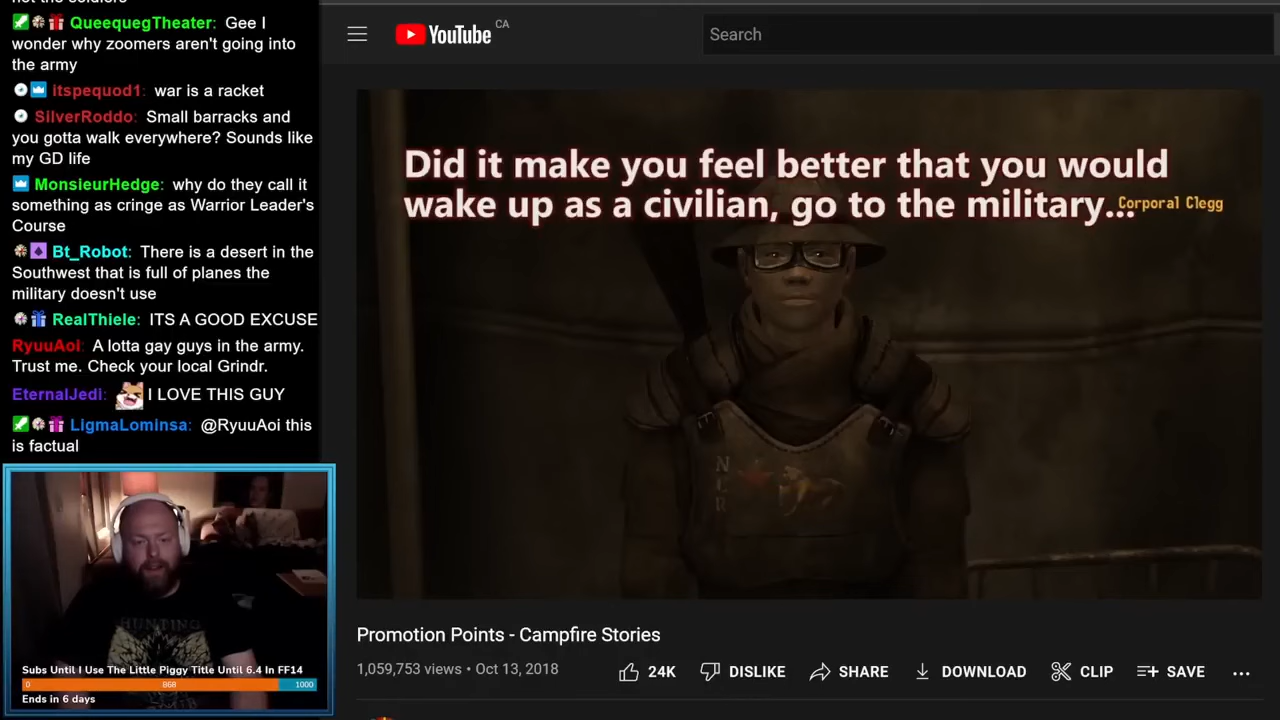 QueequegTheater: Gee I
wonder why zoomers aren't going into
the army
itspequod1: war is a racket
SilverRoddo: Small barracks and
you gotta walk everywhere? Sounds like
my GD life
MonsieurHedge: why do they call it
something as cringe as Warrior Leader's
Course
Bt_Robot: There is a desert in the
Southwest that is full of planes the
military doesn't use
RealThiele: ITS A GOOD EXCUSE
RyuuAoi: A lotta gay guys in the army.
Trust me. Check your local Grindr.
EternalJedi: I LOVE THIS GUY
LigmaLominsa: @RyuuAoi this
is factual
HUNTING
Subs Until I Use The Little Piggy Title Until 6.4 In FF14
0 868 1000
Ends in 6 days
YouTube CA
Search
Did it make you feel better that you would
wake up as a civilian, go to the military...
Corporal Clegg
NCR
Promotion Points - Campfire Stories
1,059,753 views • Oct 13, 2018
24K DISLIKE SHARE DOWNLOAD CLIP SAVE ...